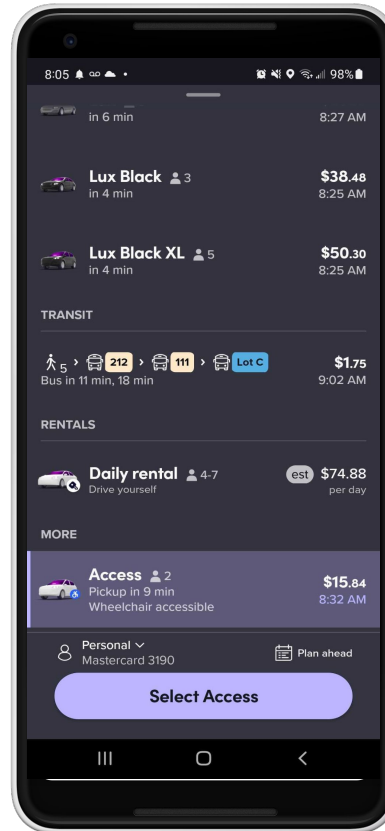 8:05
98%
in 6 min 8:27 AM
Lux Black 3 $38.48
in 4 min 8:25 AM
Lux Black XL 5 $50.30
in 4 min 8:25 AM
TRANSIT
5 › 212 › 111 › Lot C $1.75
Bus in 11 min, 18 min 9:02 AM
RENTALS
Daily rental 4-7 est $74.88
Drive yourself per day
MORE
Access 2 $15.84
Pickup in 9 min 8:32 AM
Wheelchair accessible
Personal
Mastercard 3190 Plan ahead
Select Access